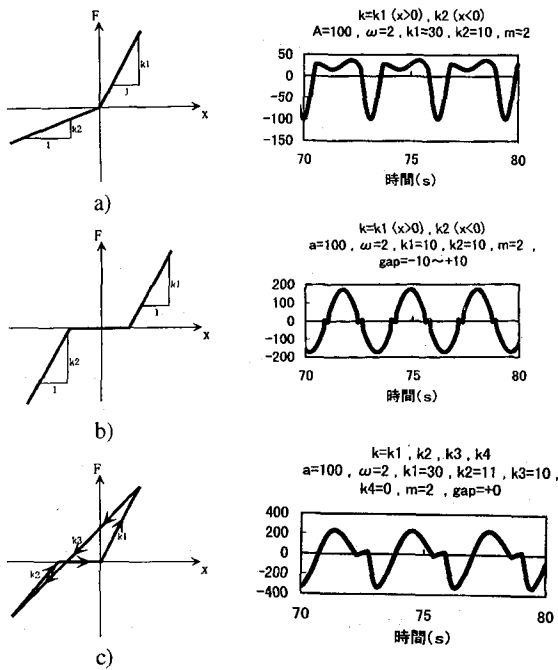 F
k1
1
k2
1
x
a)
k=k1 (x>0) , k2 (x<0)
A=100 , ω=2, k1=30, k2=10, m=2
50
0
-50
-100
-150
70
75
80
時間(s)
F
k1
1
k2
1
x
b)
k=k1 (x>0), k2 (x<0)
a=100 , ω=2 , k1=10 , k2=10, m=2 ,
gap=-10～+10
200
100
0
-100
-200
70
75
80
時間(s)
F
k3
k1
k2
x
c)
k=k1 , k2 , k3 , k4
a=100 , ω=2, k1=30, k2=11 , k3=10 ,
k4=0 , m=2 , gap=+0
400
200
0
-200
-400
70
75
80
時間(s)